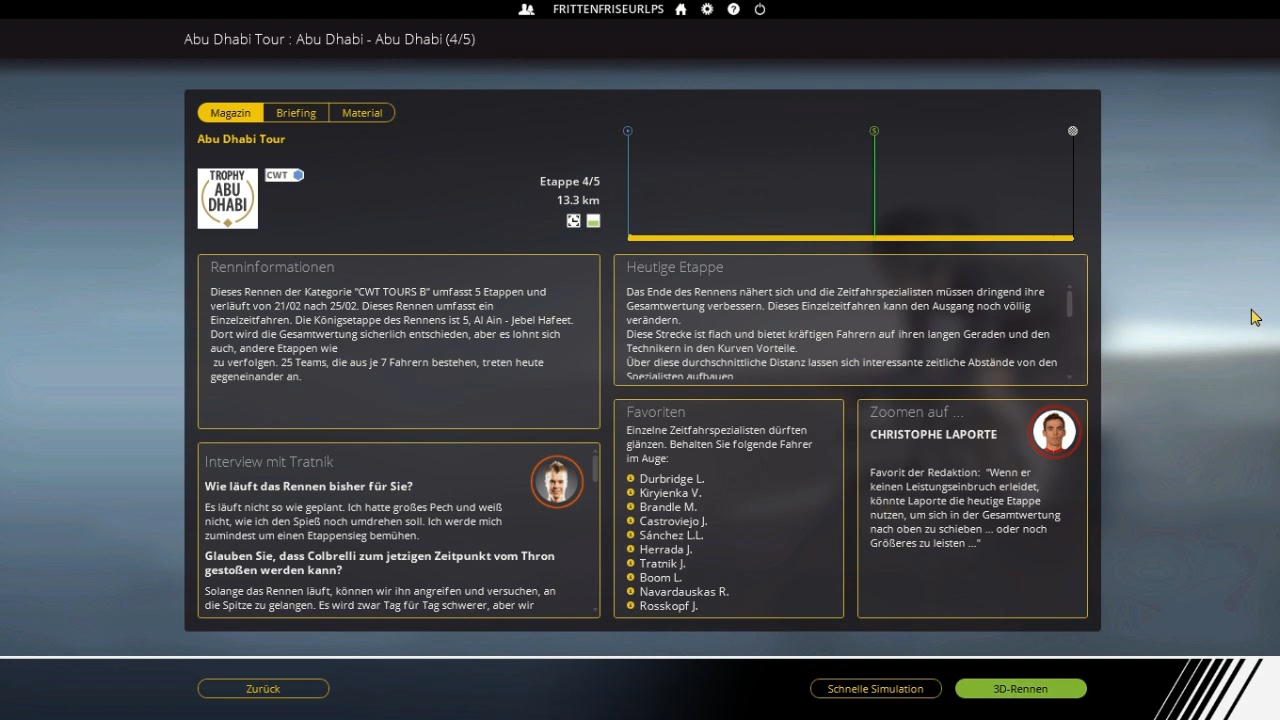 FRITTENFRISEURLPS
Abu Dhabi Tour : Abu Dhabi - Abu Dhabi (4/5)
Magazin
Briefing
Material
Abu Dhabi Tour
TROPHY
ABU
DHABI
CWT
Etappe 4/5
13.3 km
S
Renninformationen
Dieses Rennen der Kategorie "CWT TOURS B" umfasst 5 Etappen und
verläuft von 21/02 nach 25/02. Dieses Rennen umfasst ein
Einzelzeitfahren. Die Königsetappe des Rennens ist 5, Al Ain - Jebel Hafeet.
Dort wird die Gesamtwertung sicherlich entschieden, aber es lohnt sich
auch, andere Etappen wie
zu verfolgen. 25 Teams, die aus je 7 Fahrern bestehen, treten heute
gegeneinander an.
Heutige Etappe
Das Ende des Rennens nähert sich und die Zeitfahrspezialisten müssen dringend ihre
Gesamtwertung verbessern. Dieses Einzelzeitfahren kann den Ausgang noch völlig
verändern.
Diese Strecke ist flach und bietet kräftigen Fahrern auf ihren langen Geraden und den
Technikern in den Kurven Vorteile.
Über diese durchschnittliche Distanz lassen sich interessante zeitliche Abstände von den
Spezialisten aufbauen
Interview mit Tratnik
Wie läuft das Rennen bisher für Sie?
Es läuft nicht so wie geplant. Ich hatte großes Pech und weiß
nicht, wie ich den Spieß noch umdrehen soll. Ich werde mich
zumindest um einen Etappensieg bemühen.
Glauben Sie, dass Colbrelli zum jetzigen Zeitpunkt vom Thron
gestoßen werden kann?
Solange das Rennen läuft, können wir ihn angreifen und versuchen, an
die Spitze zu gelangen. Es wird zwar Tag für Tag schwerer, aber wir
Favoriten
Einzelne Zeitfahrspezialisten dürften
glänzen. Behalten Sie folgende Fahrer
im Auge:
Durbridge L.
Kiryienka V.
Brandle M.
Castroviejo J.
Sánchez L.L.
Herrada J.
Tratnik J.
Boom L.
Navardauskas R.
Rosskopf J.
Zoomen auf ...
CHRISTOPHE LAPORTE
Favorit der Redaktion: "Wenn er
keinen Leistungseinbruch erleidet,
könnte Laporte die heutige Etappe
nutzen, um sich in der Gesamtwertung
nach oben zu schieben ... oder noch
Größeres zu leisten ..."
Zurück
Schnelle Simulation
3D-Rennen